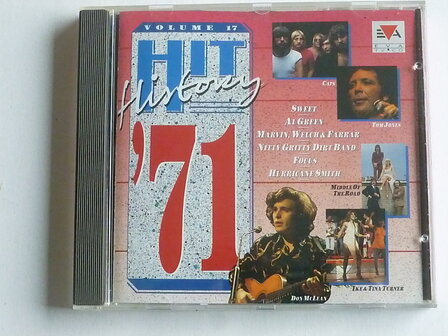 VOLUME 17
HIT
History
'71
EVA
CATS
TOM JONES
SWEET
AL GREEN
MARVIN, WELCH & FARRAR
NITTY GRITTY DIRT BAND
FOCUS
HURRICANE SMITH
MIDDLE OF
THE ROAD
DON MCLEAN
IKE & TINA TURNER